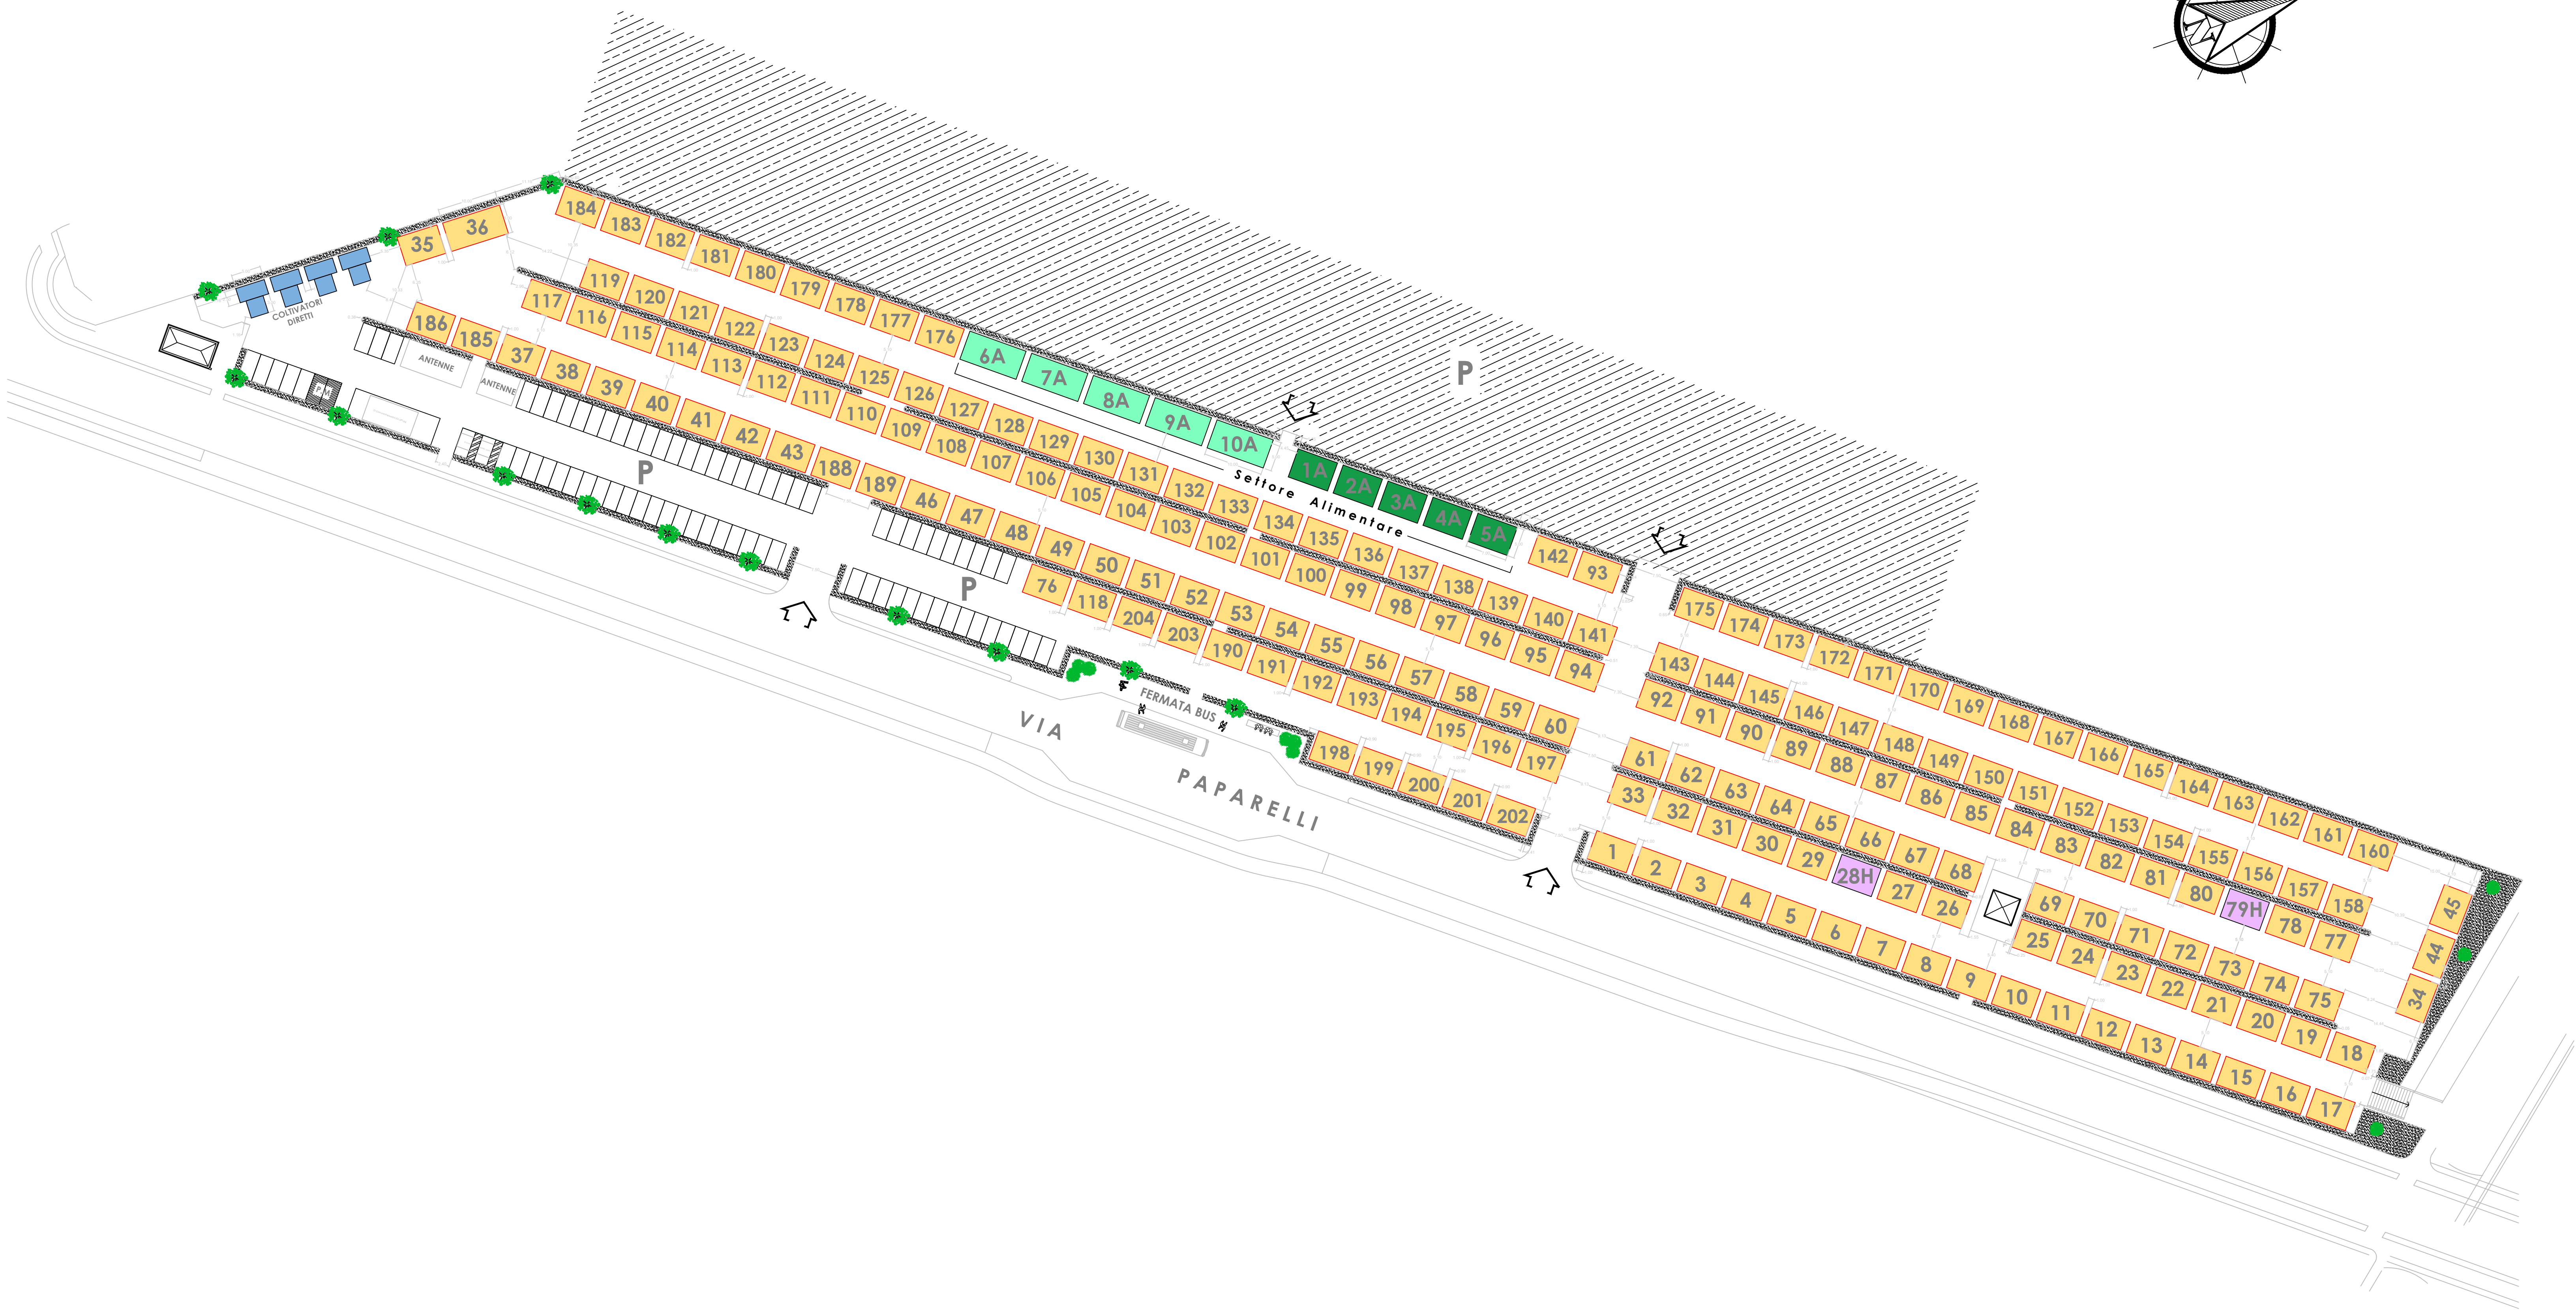 184 183 182 181 180 179 178 177 176
6A 7A 8A 9A 10A
1A 2A 3A 4A 5A
142 93
P
Settore Alimentare
35 36
COLTIVATORI
DIRETTI
119 120 121 122 123 124 125 126 127 128 129 130 131 132 133 134 135 136 137 138 139 140 141
117 116 115 114 113 112 111 110 109 108 107 106 105 104 103 102 101 100 99 98 97 96 95 94
186 185 37 38 39 40 41 42 43 188 189 46 47 48 49 50 51 52 53 54 55 56 57 58 59 60
ANTENNE
ANTENNE
P
P
76 118 204 203 190 191 192 193 194 195 196 197
198 199 200 201 202
FERMATA BUS
VIA PAPARELLI
175 174 173 172 171 170 169 168 167 166 165 164 163 162 161 160
143 144 145 146 147 148 149 150 151 152 153 154 155 156 157 158
92 91 90 89 88 87 86 85 84 83 82 81 80 79H 78 77
61 62 63 64 65 66 67 68 69 70 71 72 73 74 75
33 32 31 30 29 28H 27 26 25 24 23 22 21 20 19 18
1 2 3 4 5 6 7 8 9 10 11 12 13 14 15 16 17
45
44
34